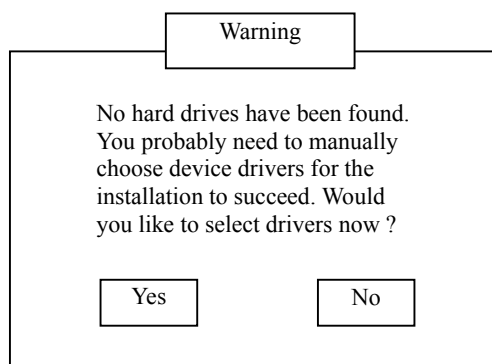 Warning
No hard drives have been found.
You probably need to manually
choose device drivers for the
installation to succeed. Would
you like to select drivers now ?
Yes
No